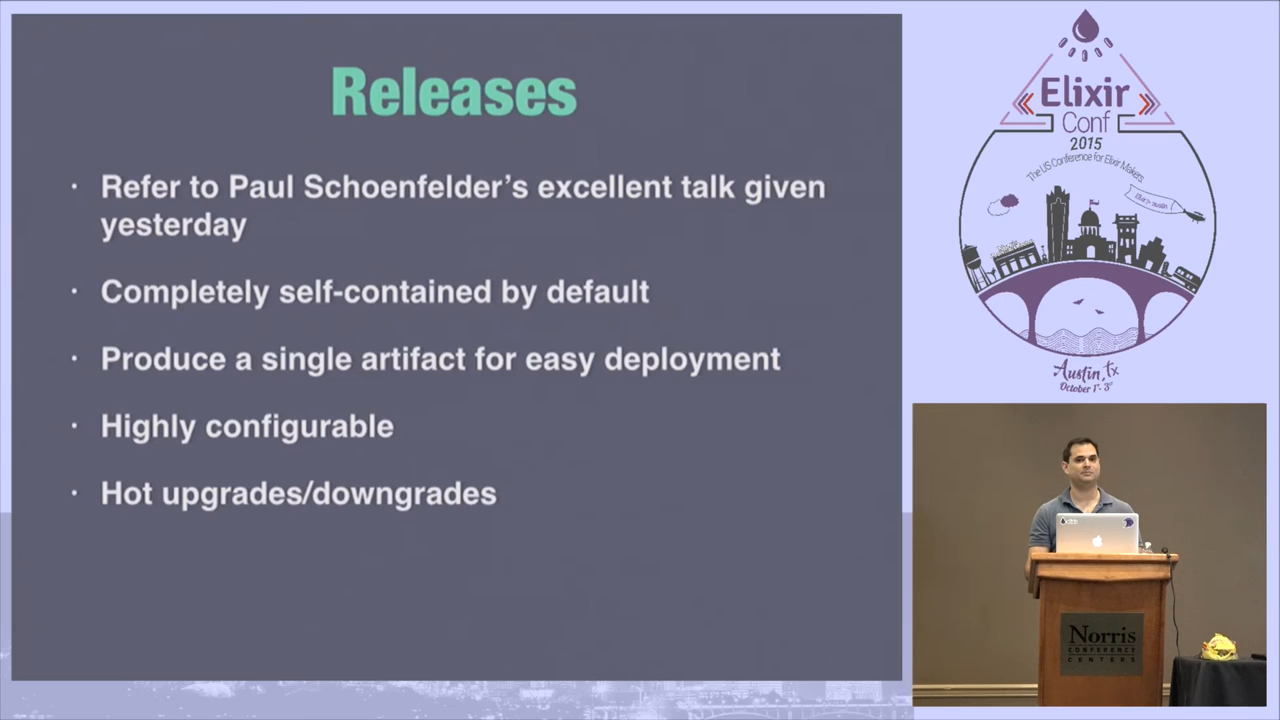 Releases
· Refer to Paul Schoenfelder's excellent talk given
yesterday
· Completely self-contained by default
· Produce a single artifact for easy deployment
· Highly configurable
· Hot upgrades/downgrades
Elixir
Conf
2015
The US Conference for Elixir Makers
Austin, TX
October 1st - 3rd
Norris
CONFERENCE
CENTERS